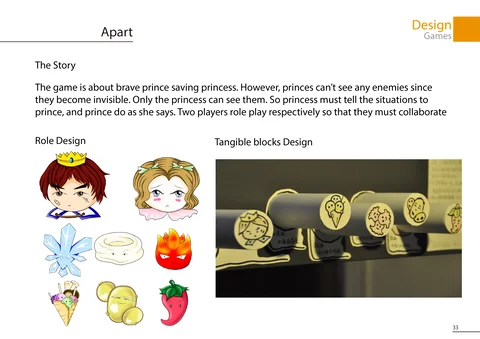 Apart
Design
Games
The Story
The game is about brave prince saving princess. However, princes can't see any enemies since
they become invisible. Only the princess can see them. So princess must tell the situations to
prince, and prince do as she says. Two players role play respectively so that they must collaborate
Role Design
Tangible blocks Design
33